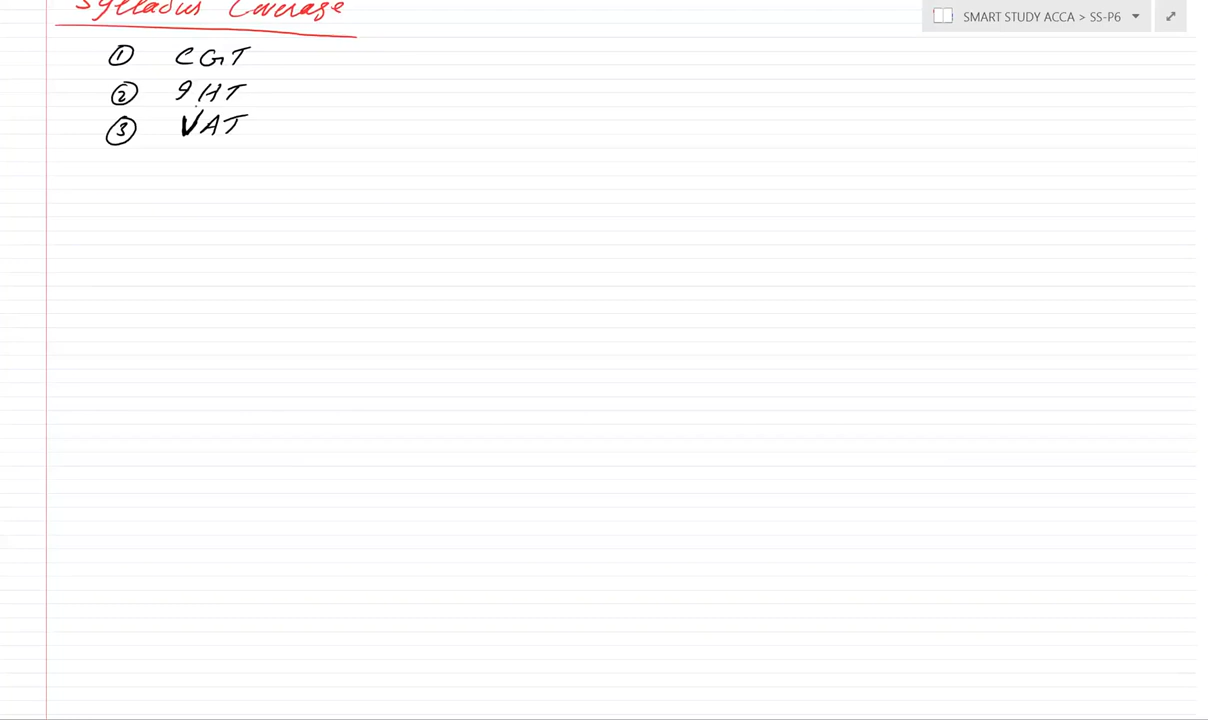 Syllabus Coverage
SMART STUDY ACCA > SS-P6
① CGT
② IHT
③ VAT